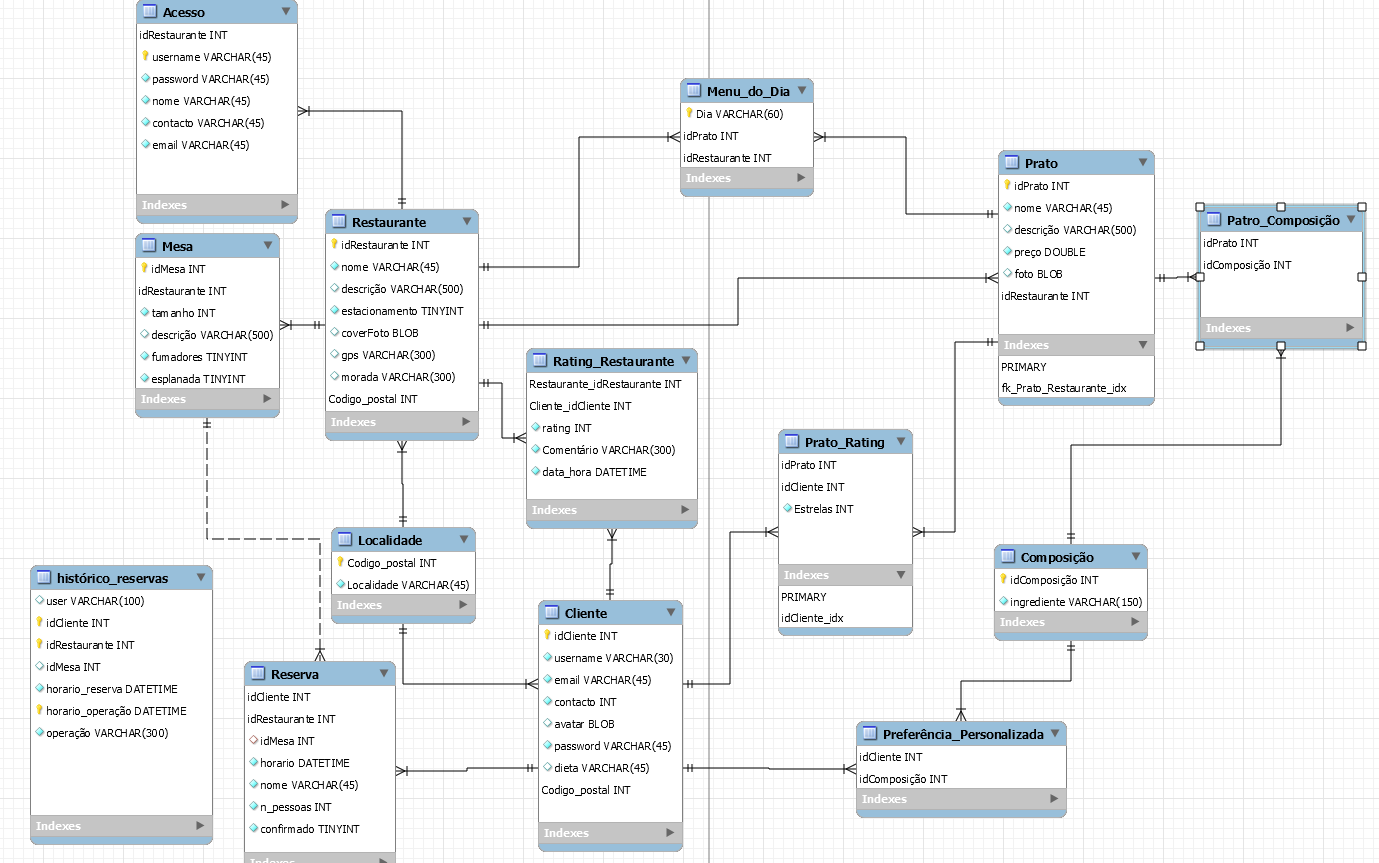 Acesso
idRestaurante INT
username VARCHAR(45)
password VARCHAR(45)
nome VARCHAR(45)
contacto VARCHAR(45)
email VARCHAR(45)
Indexes
Mesa
idMesa INT
idRestaurante INT
tamanho INT
descrição VARCHAR(500)
fumadores TINYINT
esplanada TINYINT
Indexes
Restaurante
idRestaurante INT
nome VARCHAR(45)
descrição VARCHAR(500)
estacionamento TINYINT
coverFoto BLOB
gps VARCHAR(300)
morada VARCHAR(300)
Codigo_postal INT
Indexes
Menu_do_Dia
Dia VARCHAR(60)
idPrato INT
idRestaurante INT
Indexes
Prato
idPrato INT
nome VARCHAR(45)
descrição VARCHAR(500)
preço DOUBLE
foto BLOB
idRestaurante INT
Indexes
PRIMARY
fk_Prato_Restaurante_idx
Patro_Composição
idPrato INT
idComposição INT
Indexes
Rating_Restaurante
Restaurante_idRestaurante INT
Cliente_idCliente INT
rating INT
Comentário VARCHAR(300)
data_hora DATETIME
Indexes
Prato_Rating
idPrato INT
idCliente INT
Estrelas INT
Indexes
PRIMARY
idCliente_idx
Localidade
Codigo_postal INT
Localidade VARCHAR(45)
Indexes
Composição
idComposição INT
ingrediente VARCHAR(150)
Indexes
histórico_reservas
user VARCHAR(100)
idCliente INT
idRestaurante INT
idMesa INT
horario_reserva DATETIME
horario_operação DATETIME
operação VARCHAR(300)
Indexes
Reserva
idCliente INT
idRestaurante INT
idMesa INT
horario DATETIME
nome VARCHAR(45)
n_pessoas INT
confirmado TINYINT
Indexes
Cliente
idCliente INT
username VARCHAR(30)
email VARCHAR(45)
contacto INT
avatar BLOB
password VARCHAR(45)
dieta VARCHAR(45)
Codigo_postal INT
Indexes
Preferência_Personalizada
idCliente INT
idComposição INT
Indexes